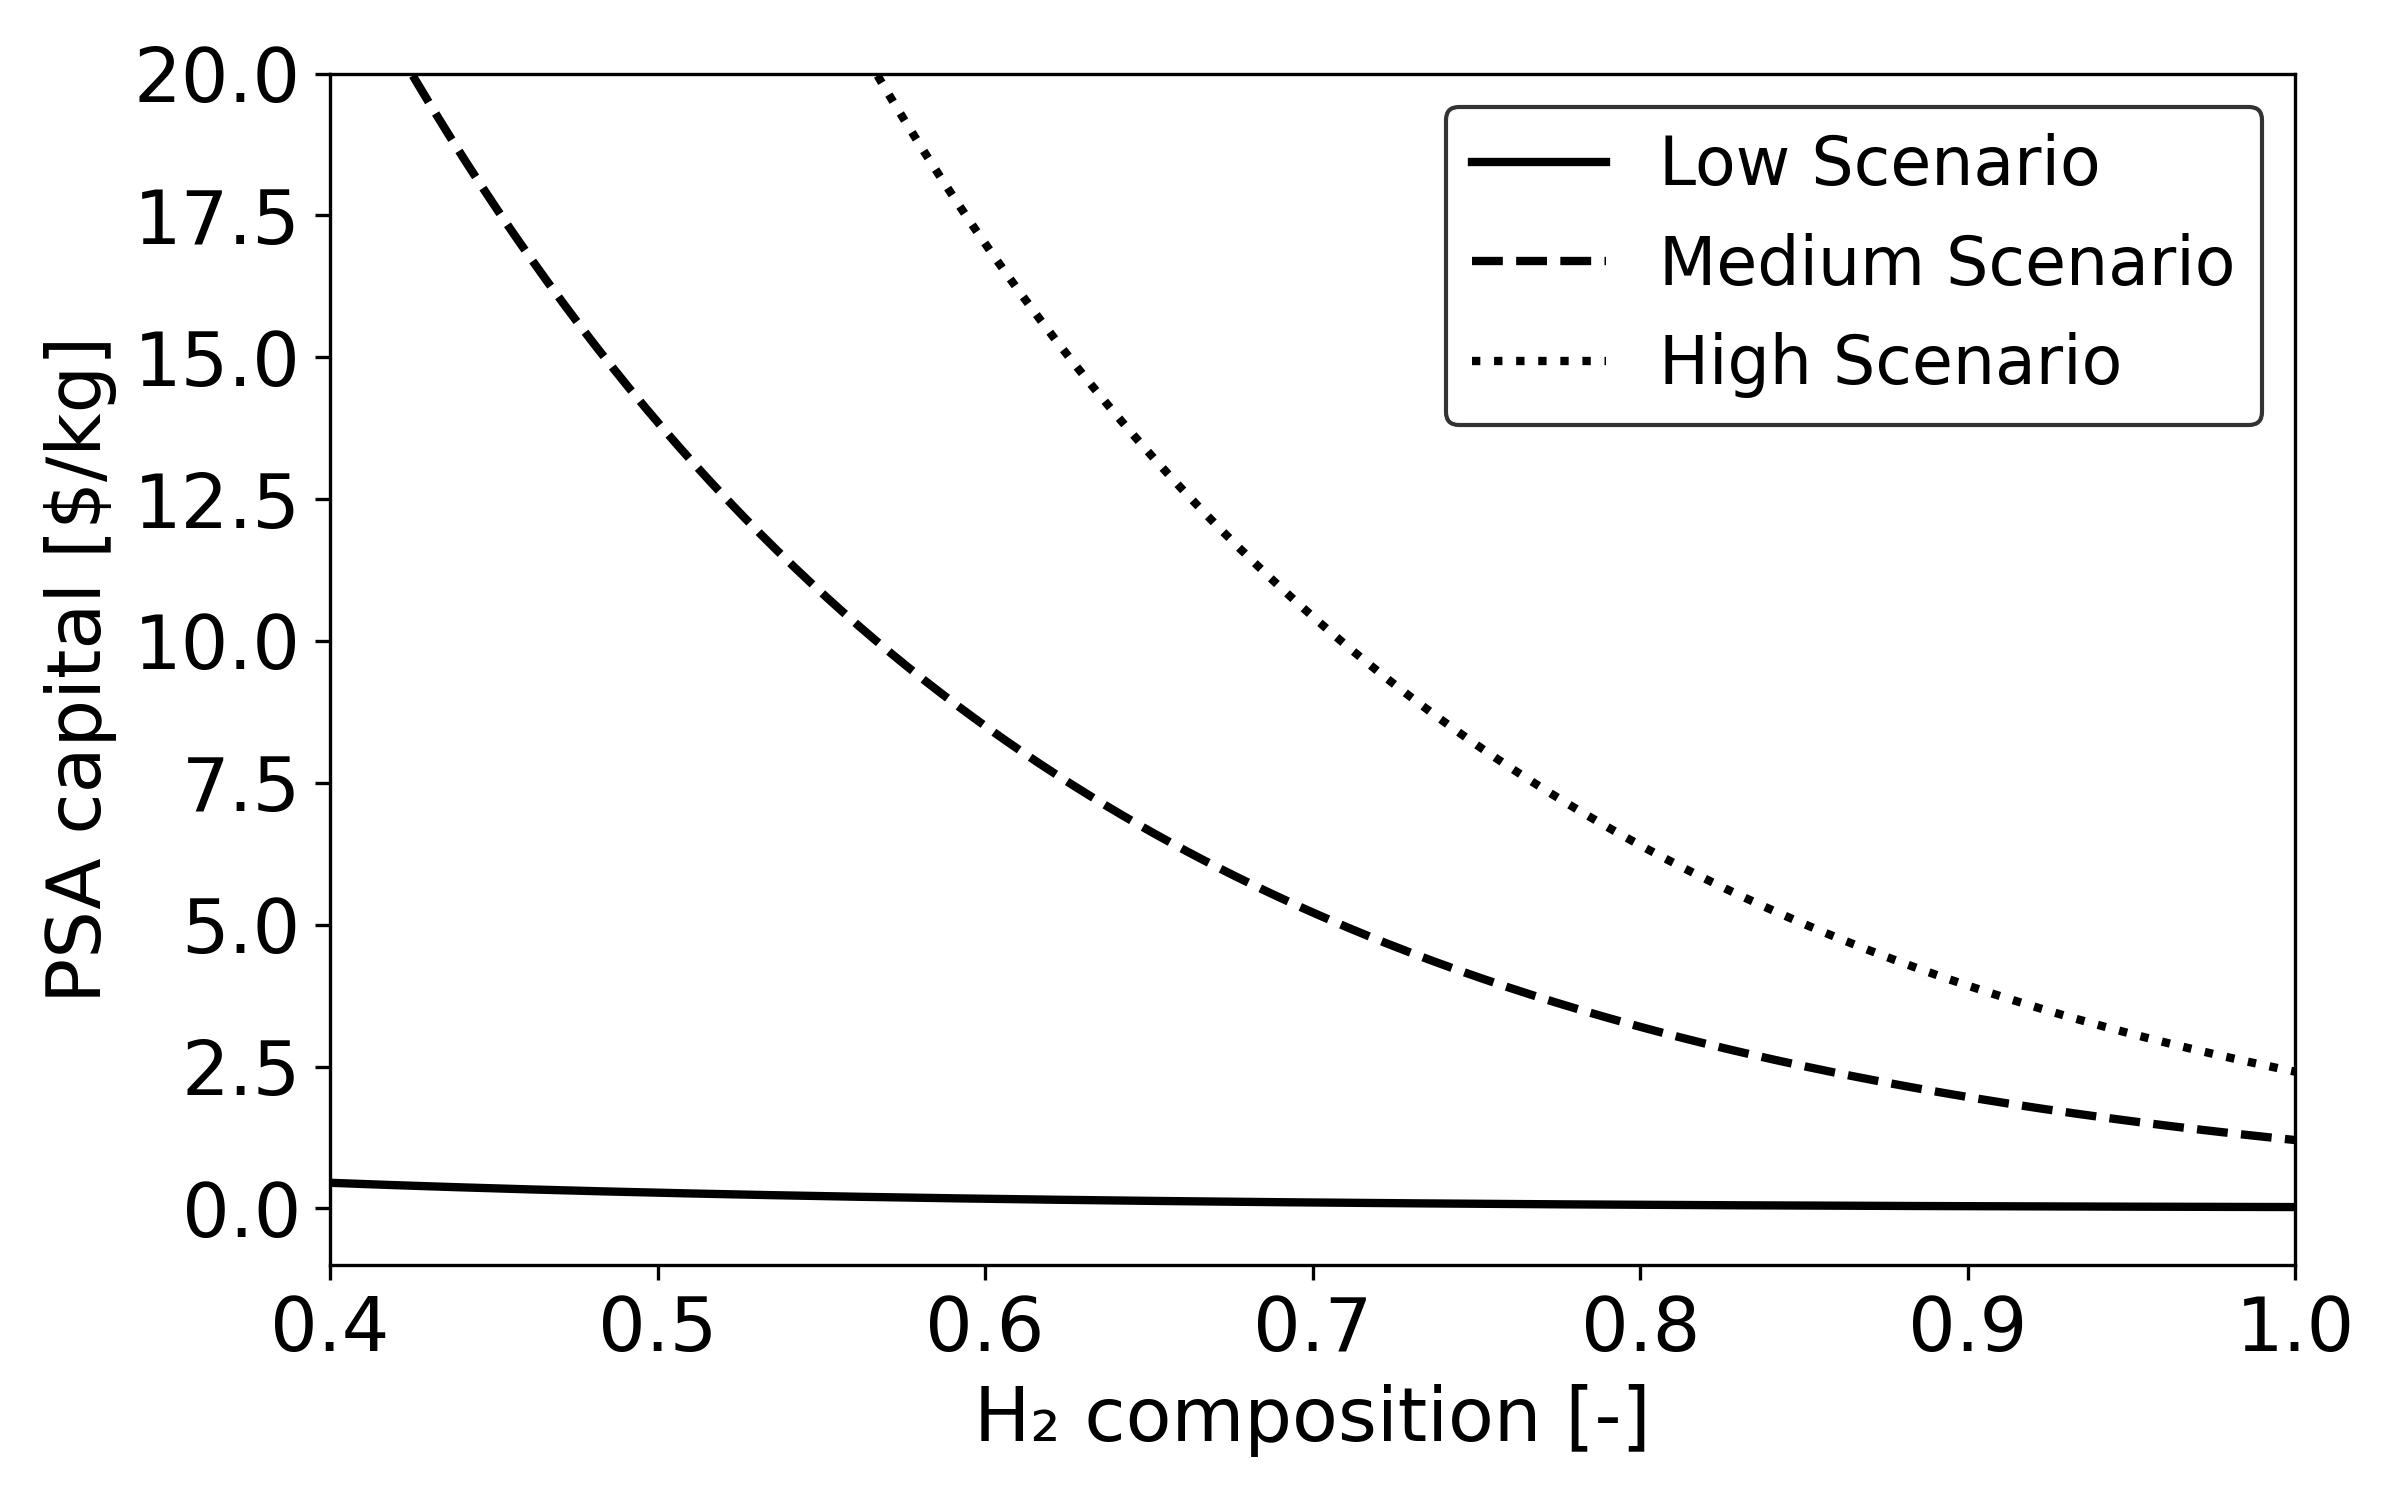 20.0
17.5
15.0
12.5
10.0
7.5
5.0
2.5
0.0
PSA capital [$/kg]
Low Scenario
Medium Scenario
High Scenario
0.4 0.5 0.6 0.7 0.8 0.9 1.0
H₂ composition [-]